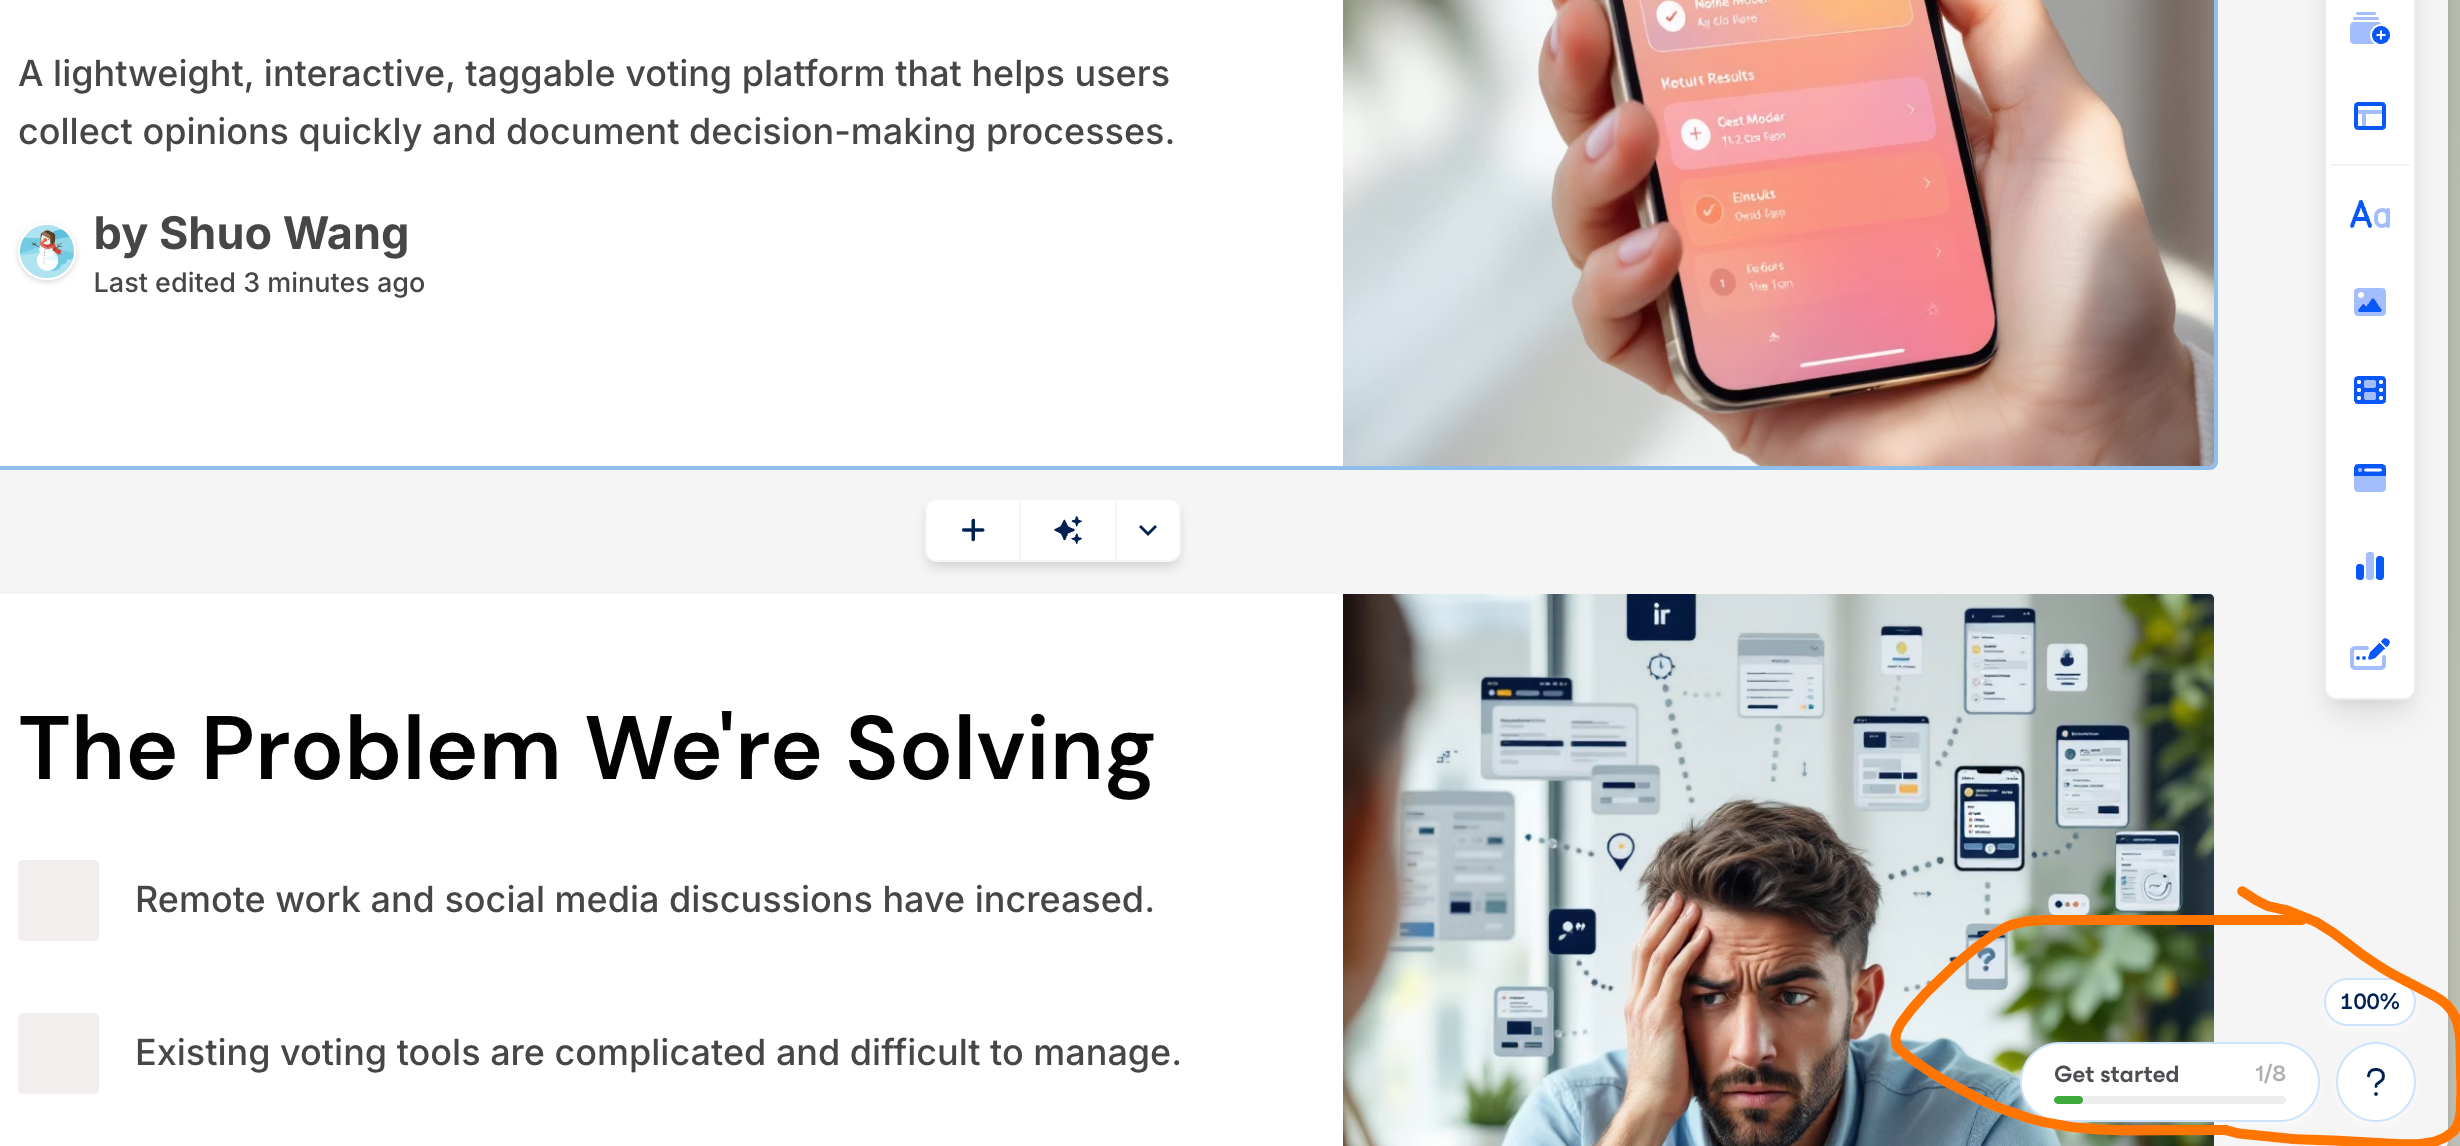 A lightweight, interactive, taggable voting platform that helps users
collect opinions quickly and document decision-making processes.
by Shuo Wang
Last edited 3 minutes ago
Results
Aa
The Problem We're Solving
Remote work and social media discussions have increased.
Existing voting tools are complicated and difficult to manage.
ir
?
100%
Get started 1/8
?